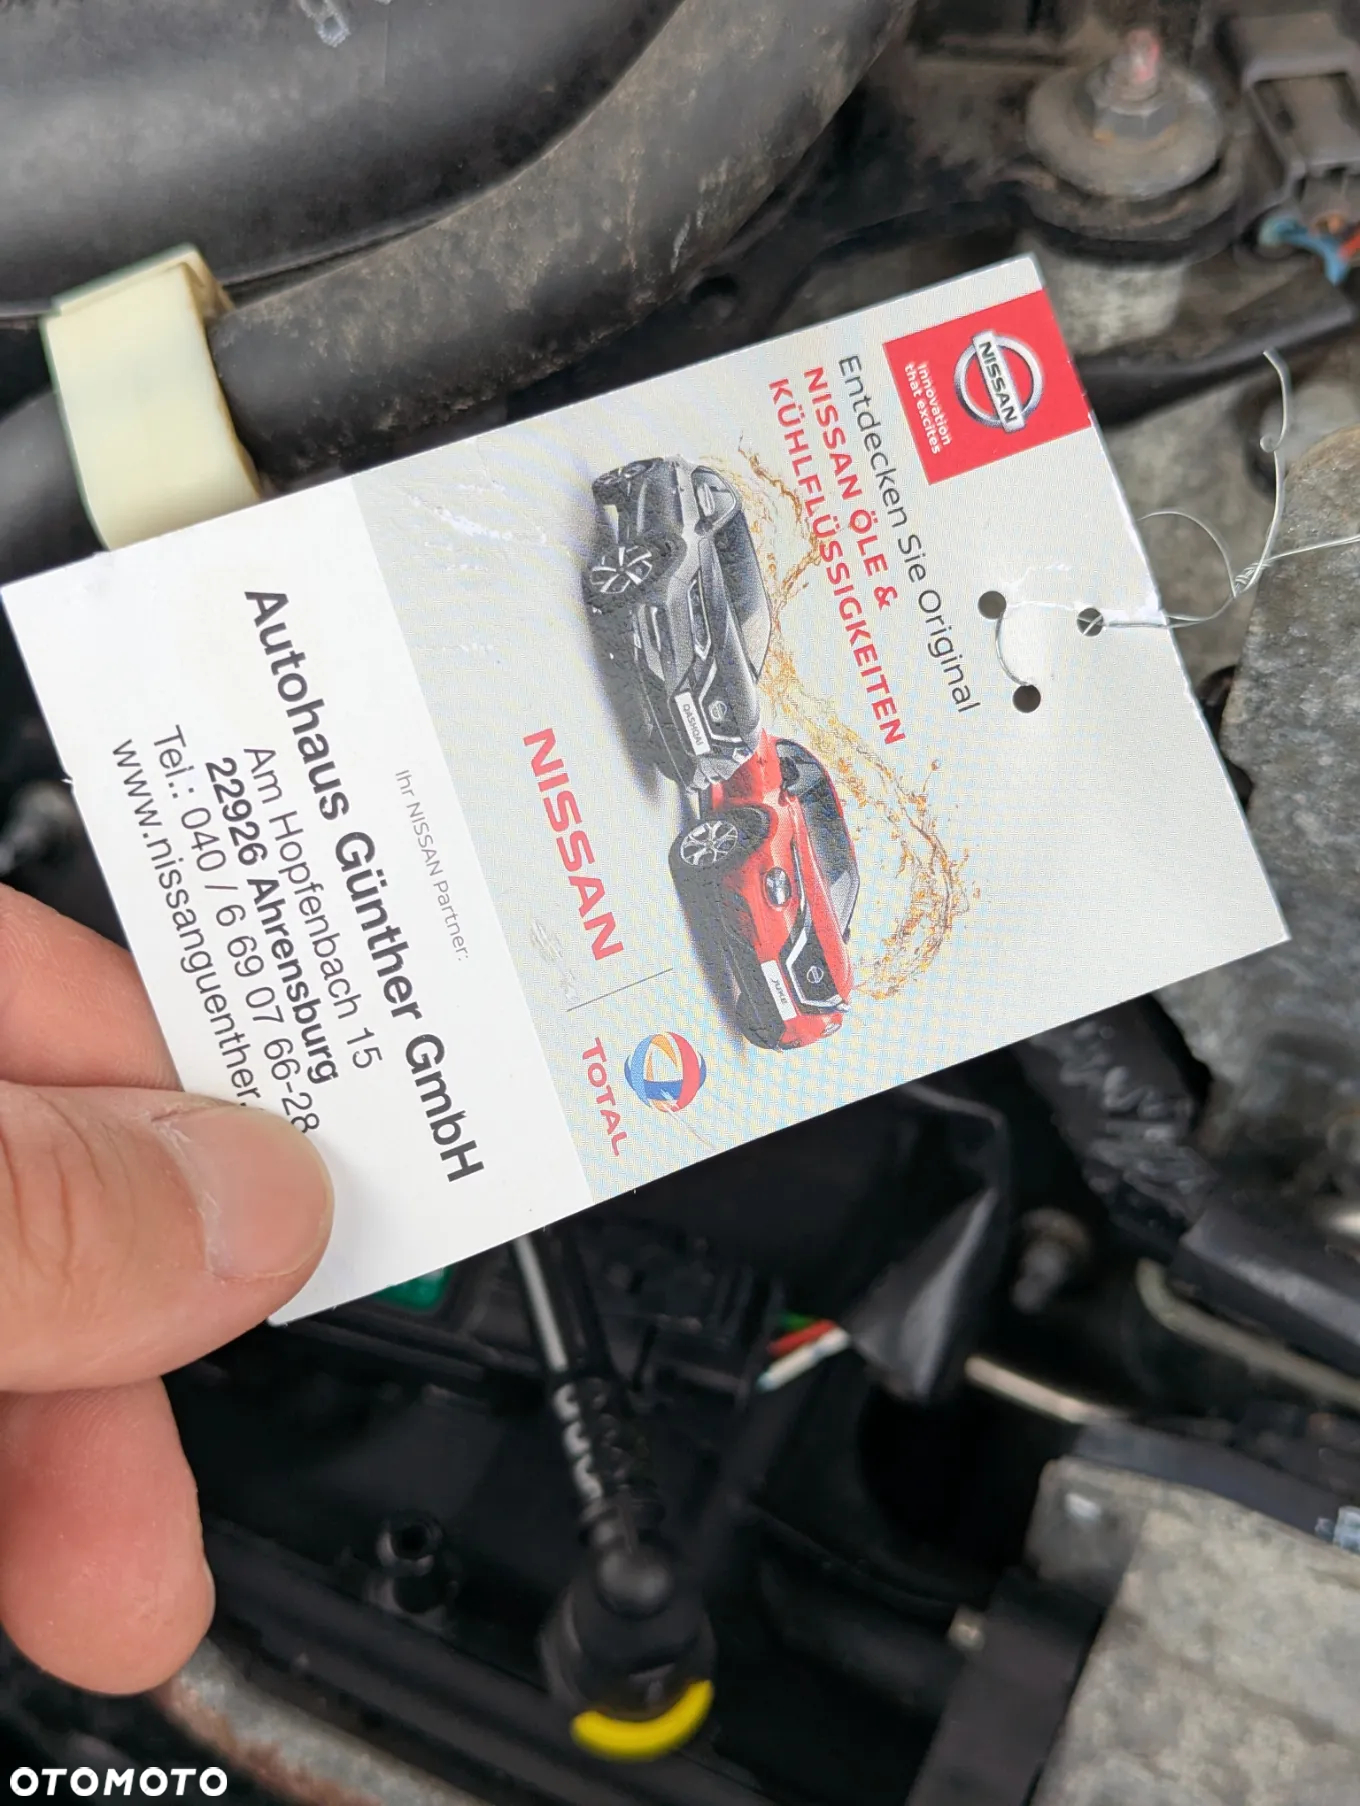 NISSAN
Innovation
that excites
Entdecken Sie Original
NISSAN ÖLE &
KÜHLFLÜSSIGKEITEN
QASHQAI
JUKE
NISSAN
TOTAL
Ihr NISSAN Partner:
Autohaus Günther GmbH
Am Hopfenbach 15
22926 Ahrensburg
Tel.: 040 / 6 69 07 66-28
www.nissanguenther.
OTOMOTO